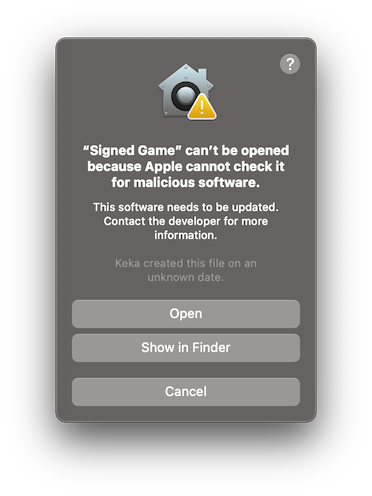 ?
“Signed Game” can’t be opened
because Apple cannot check it
for malicious software.
This software needs to be updated.
Contact the developer for more
information.
Keka created this file on an
unknown date.
Open
Show in Finder
Cancel